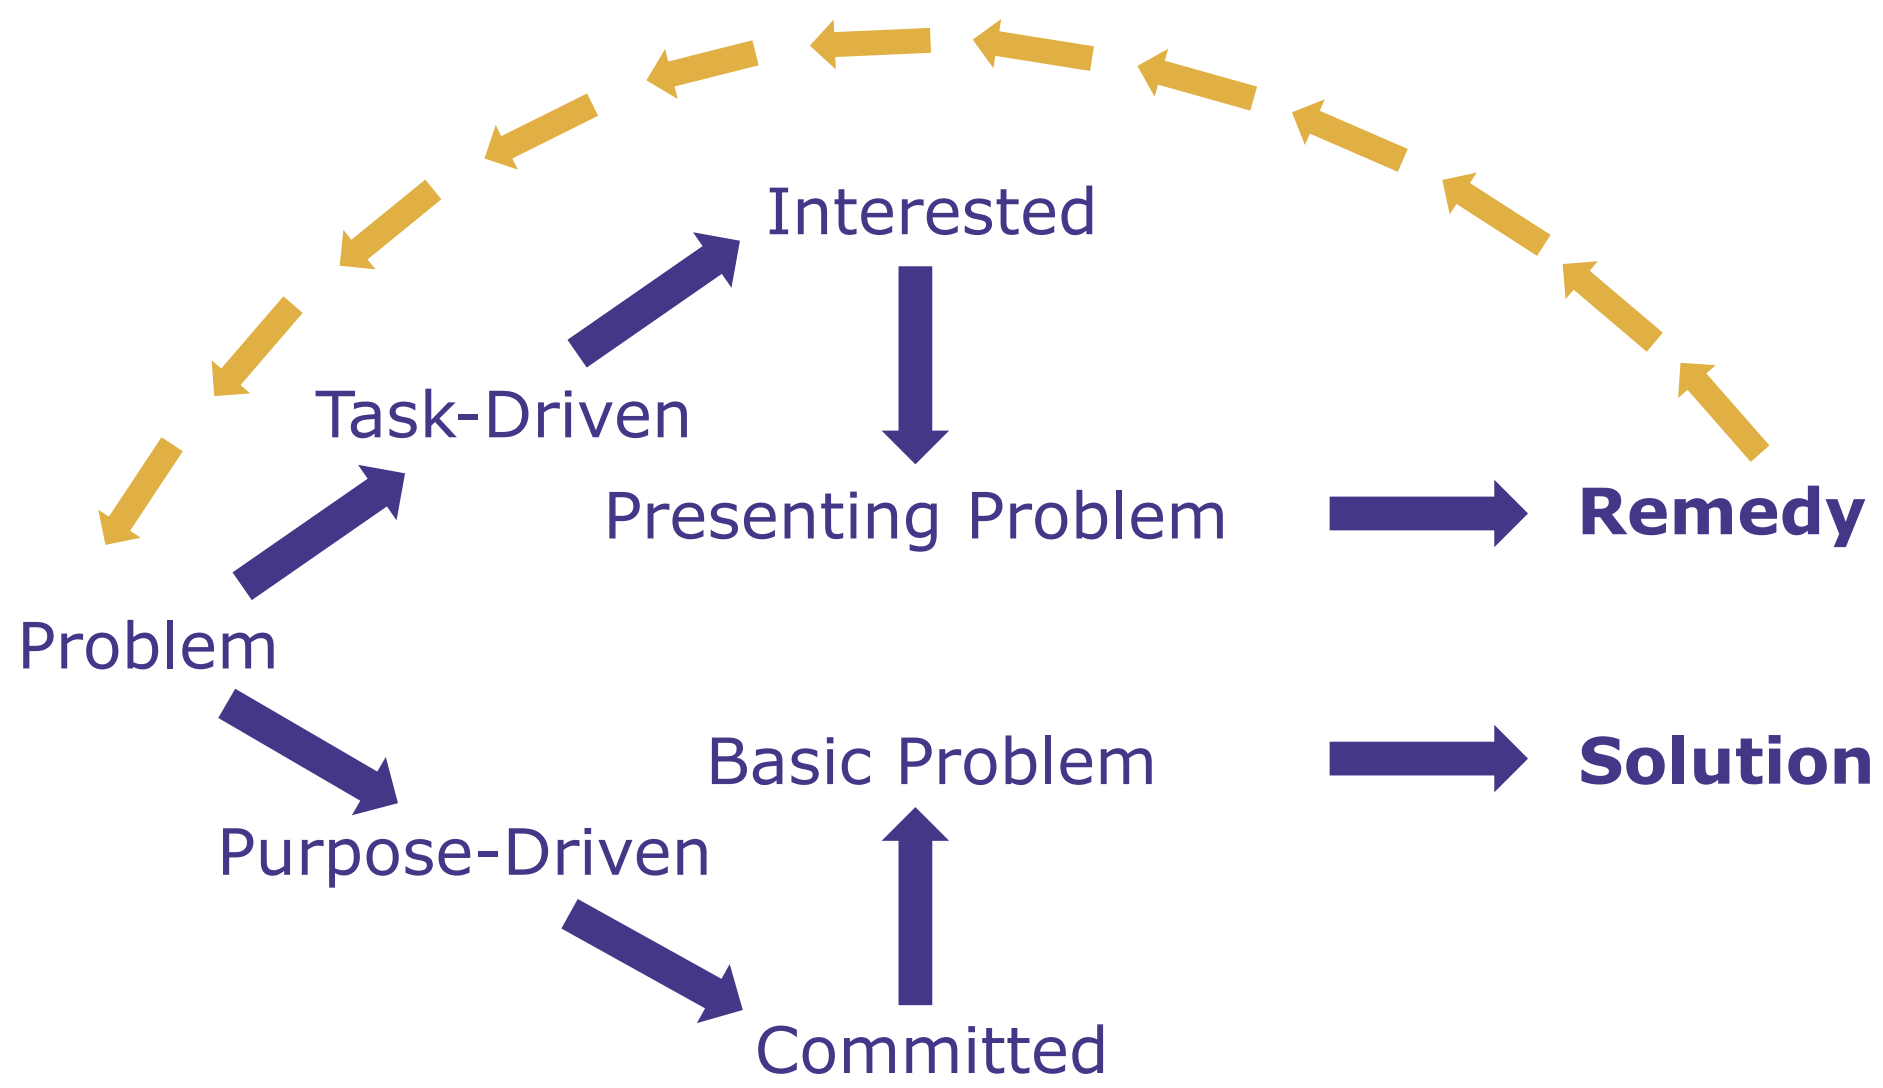 Interested
Task-Driven
Presenting Problem
Remedy
Problem
Basic Problem
Solution
Purpose-Driven
Committed